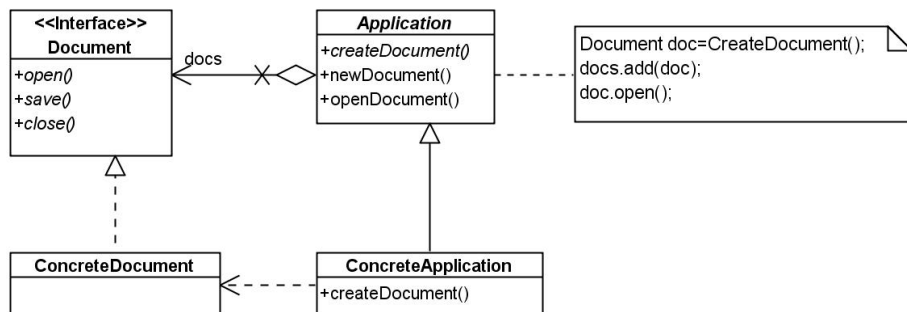 <<Interface>>
Document
+open()
+save()
+close()
docs
Application
+createDocument()
+newDocument()
+openDocument()
Document doc=CreateDocument();
docs.add(doc);
doc.open();
ConcreteDocument
ConcreteApplication
+createDocument()